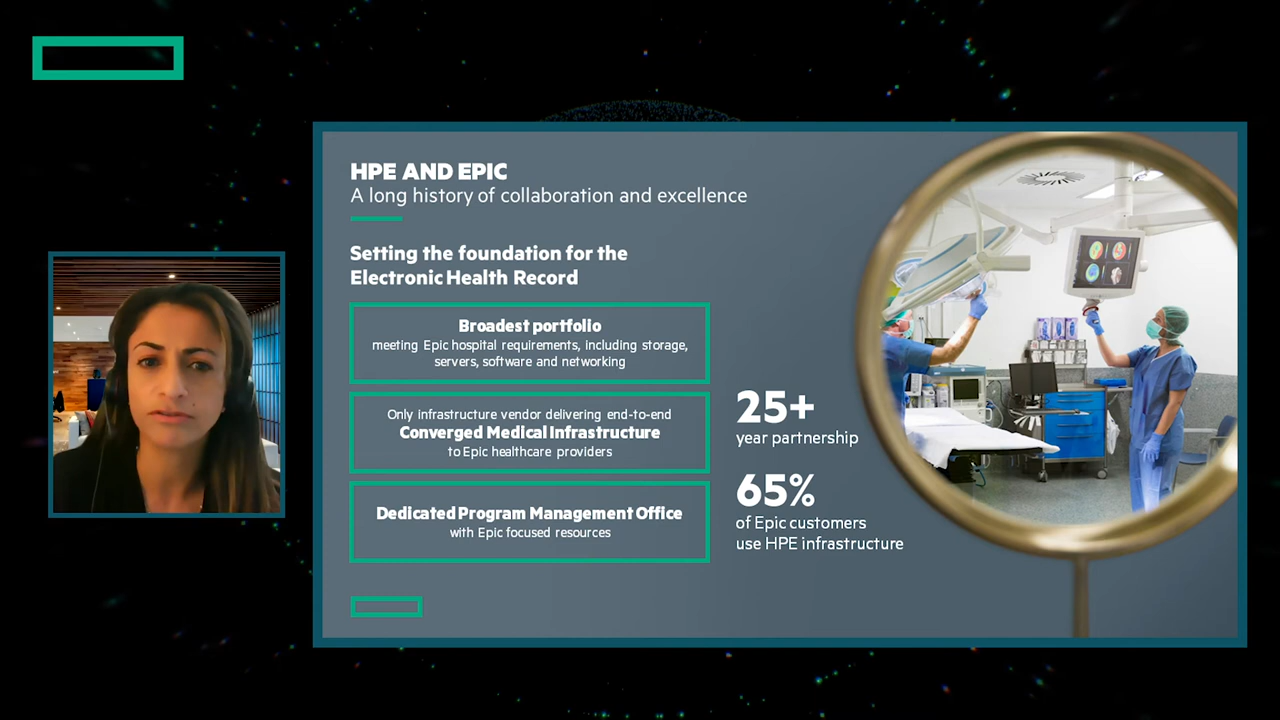 HPE AND EPIC
A long history of collaboration and excellence
Setting the foundation for the
Electronic Health Record
Broadest portfolio
meeting Epic hospital requirements, including storage,
servers, software and networking
Only infrastructure vendor delivering end-to-end
Converged Medical Infrastructure
to Epic healthcare providers
Dedicated Program Management Office
with Epic focused resources
25+
year partnership
65%
of Epic customers
use HPE infrastructure